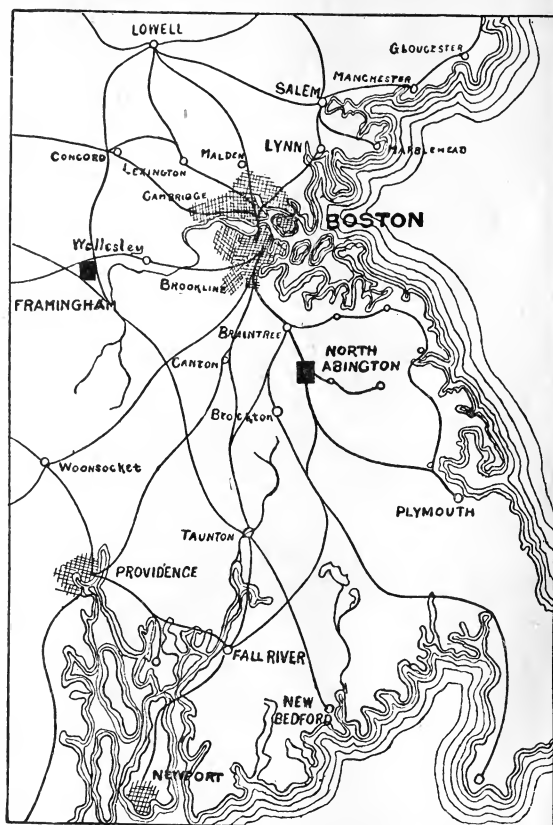 LOWELL
GLOUCESTER
MANCHESTER
SALEM
LYNN
MARBLEHEAD
CONCORD
LEXINGTON
MALDEN
CAMBRIDGE
BOSTON
Wellesley
BROOKLINE
FRAMINGHAM
BRAINTREE
CANTON
NORTH
ABINGTON
BROCKTON
WOONSOCKET
PLYMOUTH
TAUNTON
PROVIDENCE
FALL RIVER
NEW
BEDFORD
NEWPORT